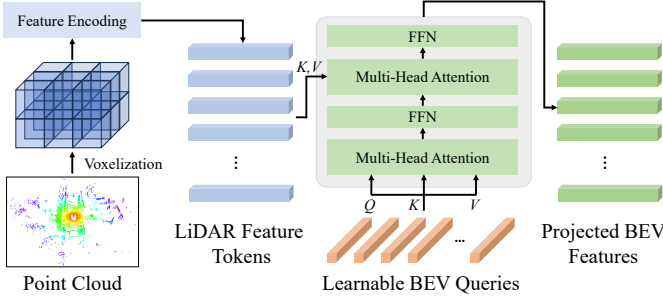 Feature Encoding
Voxelization
Point Cloud
LiDAR Feature
Tokens
K,V
FFN
Multi-Head Attention
FFN
Multi-Head Attention
Q
K
V
...
Learnable BEV Queries
Projected BEV
Features